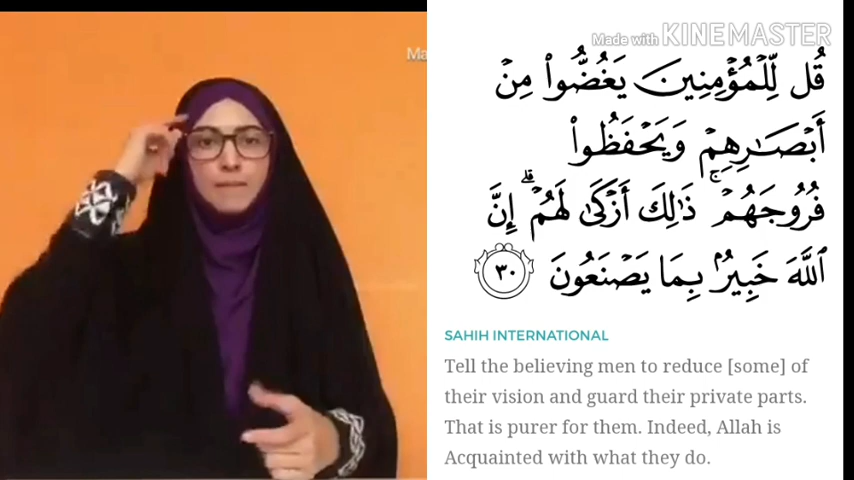 Ma
Made with KINEMASTER
قُل لِّلْمُؤْمِنِينَ يَغُضُّوا۟ مِنْ
أَبْصَـٰرِهِمْ وَيَحْفَظُوا۟
فُرُوجَهُمْ ۚ ذَٰلِكَ أَزْكَىٰ لَهُمْ ۗ إِنَّ
ٱللَّهَ خَبِيرٌۢ بِمَا يَصْنَعُونَ ٣٠
SAHIH INTERNATIONAL
Tell the believing men to reduce [some] of
their vision and guard their private parts.
That is purer for them. Indeed, Allah is
Acquainted with what they do.